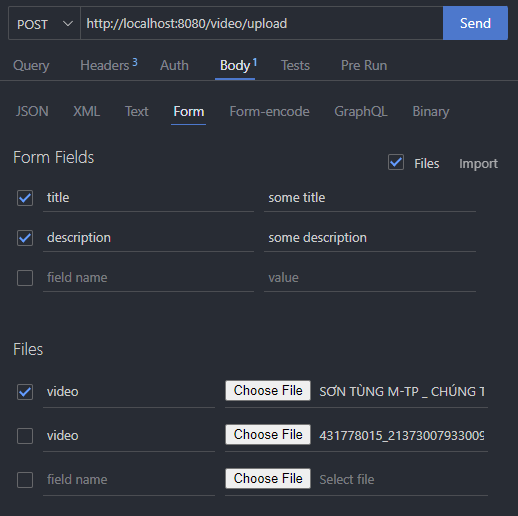 POST http://localhost:8080/video/upload Send
Query Headers 3 Auth Body 1 Tests Pre Run
JSON XML Text Form Form-encode GraphQL Binary
Form Fields Files Import
title some title
description some description
field name value
Files
video Choose File SƠN TÙNG M-TP _ CHÚNG T
video Choose File 431778015_21373007933009
field name Choose File Select file